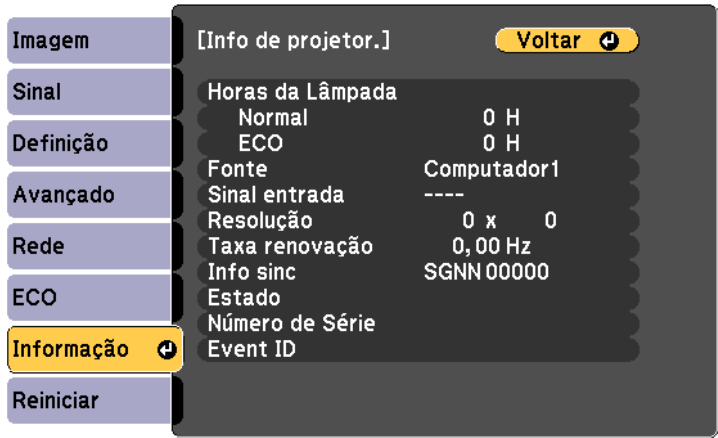 Imagem
Sinal
Definição
Avançado
Rede
ECO
Informação
Reiniciar
[Info de projetor.] Voltar
Horas da Lâmpada
Normal 0 H
ECO 0 H
Fonte Computador1
Sinal entrada ----
Resolução 0 x 0
Taxa renovação 0,00 Hz
Info sinc SGNN 00000
Estado
Número de Série
Event ID